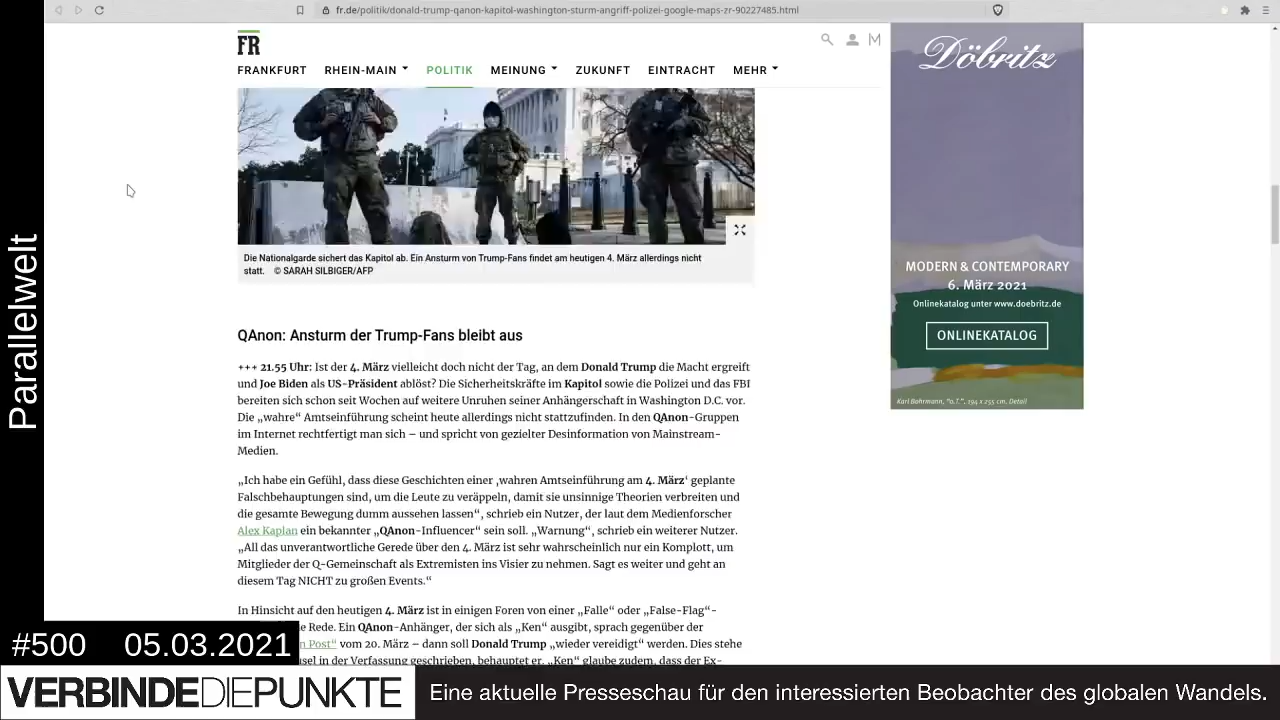 fr.de/politik/donald-trump-qanon-kapitol-washington-sturm-angriff-polizei-google-maps-zr-90227485.html
FR
FRANKFURT RHEIN-MAIN POLITIK MEINUNG ZUKUNFT EINTRACHT MEHR
Die Nationalgarde sichert das Kapitol ab. Ein Ansturm von Trump-Fans findet am heutigen 4. März allerdings nicht
statt. © SARAH SILBIGER/AFP
QAnon: Ansturm der Trump-Fans bleibt aus
+++ 21.55 Uhr: Ist der 4. März vielleicht doch nicht der Tag, an dem Donald Trump die Macht ergreift
und Joe Biden als US-Präsident ablöst? Die Sicherheitskräfte im Kapitol sowie die Polizei und das FBI
bereiten sich schon seit Wochen auf weitere Unruhen seiner Anhängerschaft in Washington D.C. vor.
Die „wahre“ Amtseinführung scheint heute allerdings nicht stattzufinden. In den QAnon-Gruppen
im Internet rechtfertigt man sich – und spricht von gezielter Desinformation von Mainstream-
Medien.
„Ich habe ein Gefühl, dass diese Geschichten einer ‚wahren Amtseinführung am 4. März‘ geplante
Falschbehauptungen sind, um die Leute zu veräppeln, damit sie unsinnige Theorien verbreiten und
die gesamte Bewegung dumm aussehen lassen“, schrieb ein Nutzer, der laut dem Medienforscher
Alex Kaplan ein bekannter „QAnon-Influencer“ sein soll. „Warnung“, schrieb ein weiterer Nutzer.
„All das unverantwortliche Gerede über den 4. März ist sehr wahrscheinlich nur ein Komplott, um
Mitglieder der Q-Gemeinschaft als Extremisten ins Visier zu nehmen. Sagt es weiter und geht an
diesem Tag NICHT zu großen Events.“
In Hinsicht auf den heutigen 4. März ist in einigen Foren von einer „Falle“ oder „False-Flag“-
se Rede. Ein QAnon-Anhänger, der sich als „Ken“ ausgibt, sprach gegenüber der
n Post“ vom 20. März – dann soll Donald Trump „wieder vereidigt“ werden. Dies stehe
usel in der Verfassung geschrieben, behauptet er. „Ken“ glaube zudem, dass der Ex-
Döbritz
MODERN & CONTEMPORARY
6. März 2021
Onlinekatalog unter www.doebritz.de
ONLINEKATALOG
Karl Bohrmann, "o.T.", 194 x 255 cm, Detail
Parallelwelt
#500 05.03.2021
VERBINDEDIEPUNKTE
Eine aktuelle Presseschau für den interessierten Beobachter des globalen Wandels.